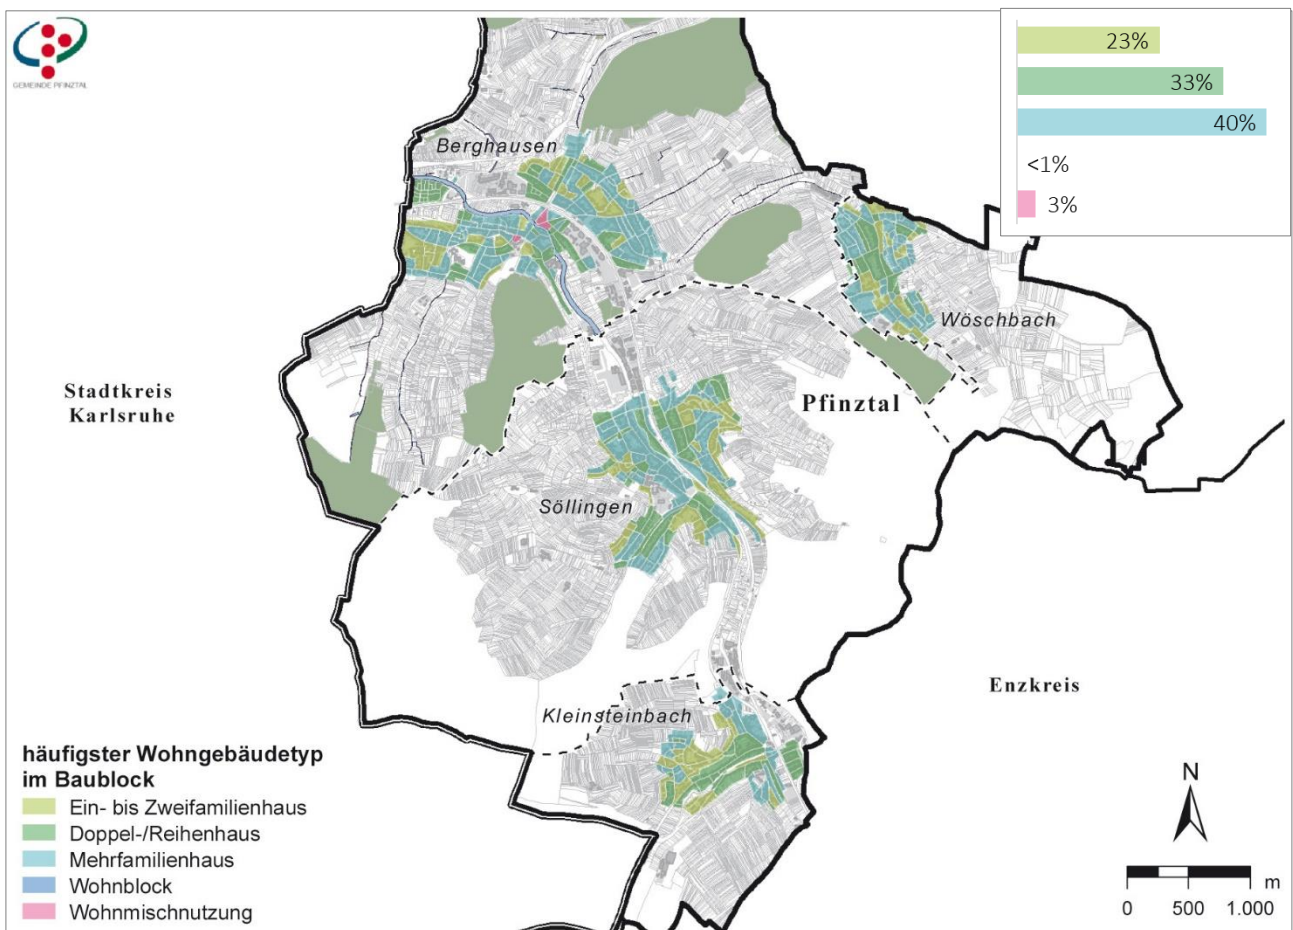 GEMEINDE PFINZTAL
23%
33%
40%
<1%
3%
Berghausen
Wöschbach
Stadtkreis
Karlsruhe
Pfinztal
Söllingen
Enzkreis
Kleinsteinbach
häufigster Wohngebäudetyp
im Baublock
Ein- bis Zweifamilienhaus
Doppel-/Reihenhaus
Mehrfamilienhaus
Wohnblock
Wohnmischnutzung
N
m
0 500 1.000